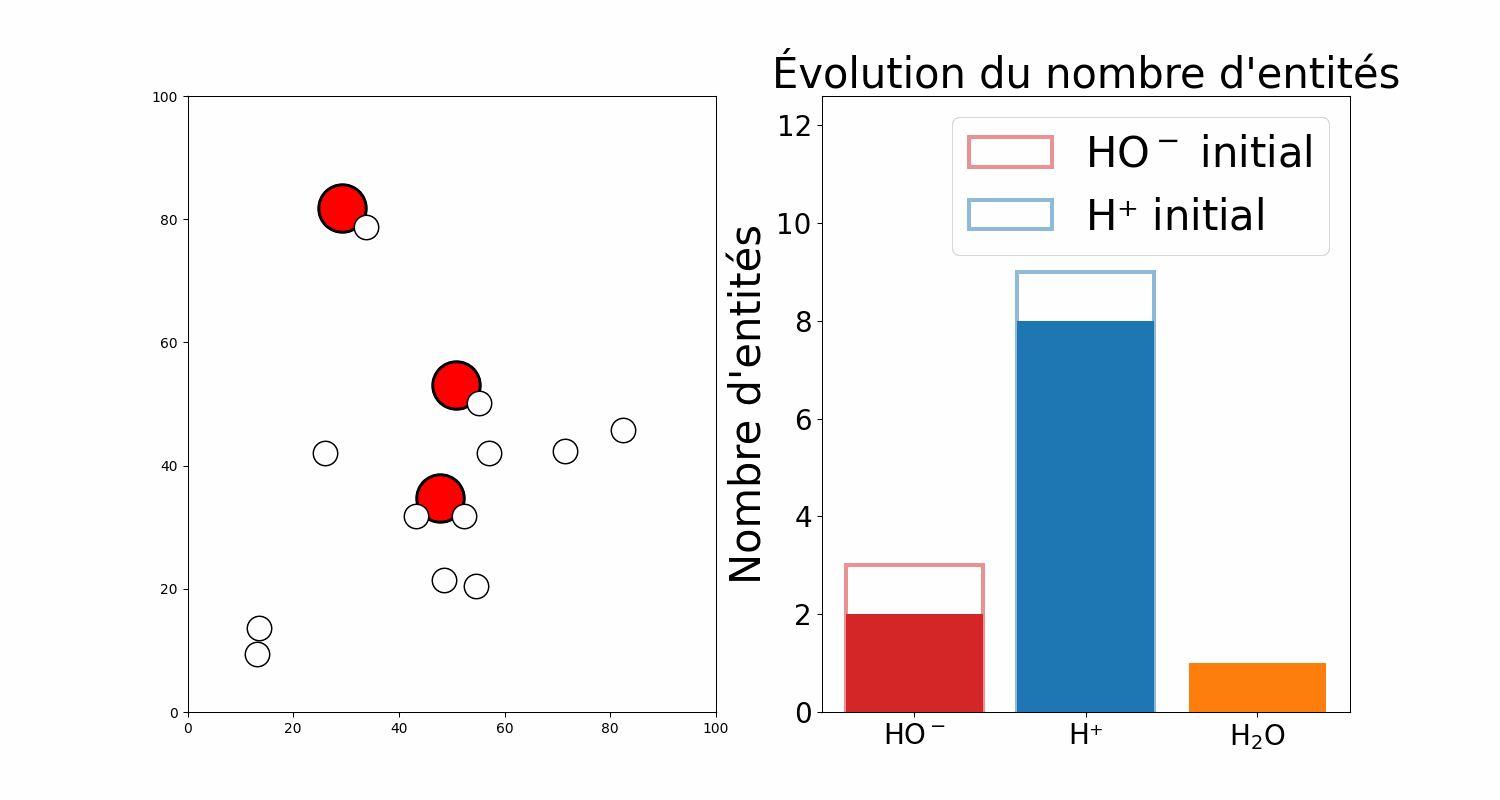 100
80
60
40
20
0
0 20 40 60 80 100
Évolution du nombre d'entités
HO⁻ initial
H⁺ initial
Nombre d'entités
12
10
8
6
4
2
0
HO⁻ H⁺ H₂O